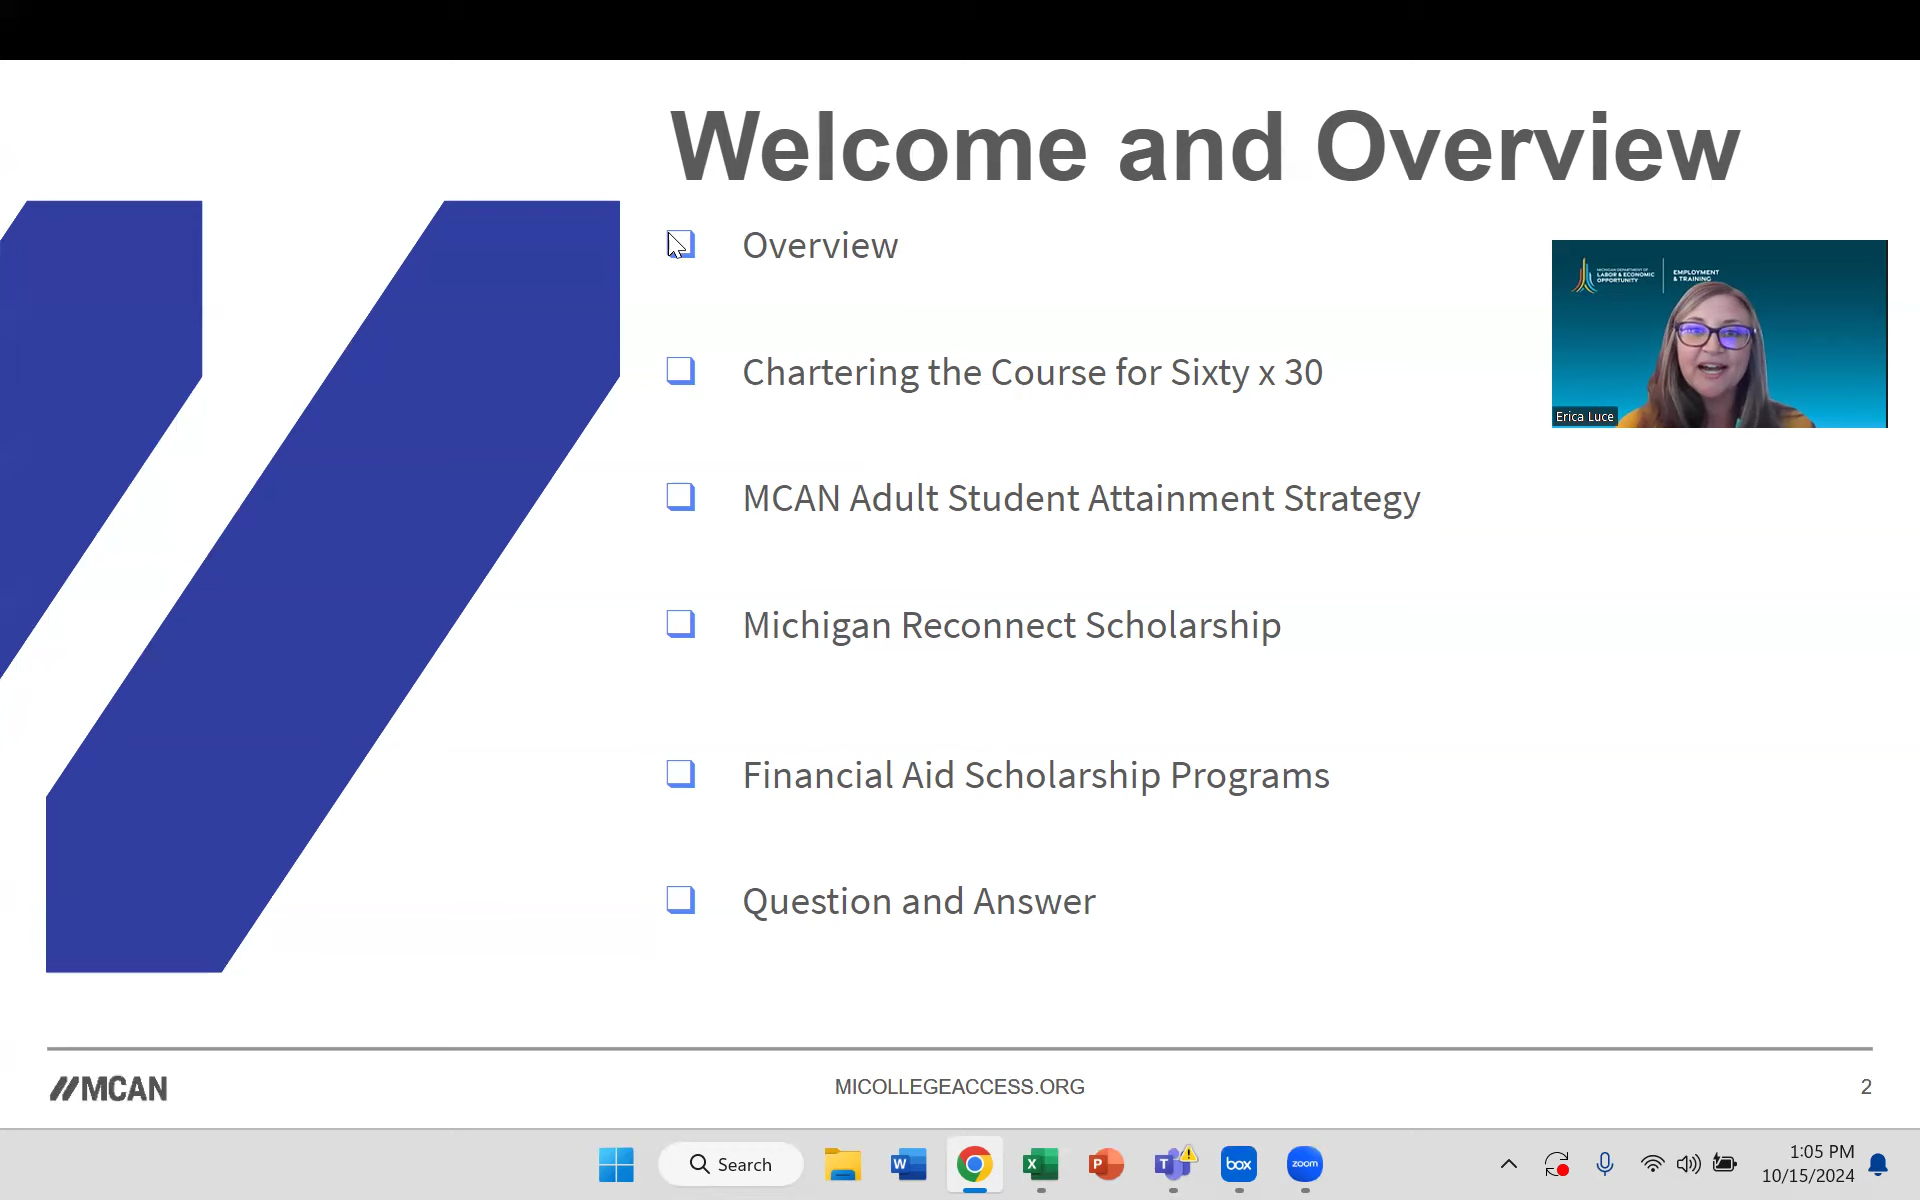 Welcome and Overview
Overview
Chartering the Course for Sixty x 30
MCAN Adult Student Attainment Strategy
Michigan Reconnect Scholarship
Financial Aid Scholarship Programs
Question and Answer
MICHIGAN DEPARTMENT OF
LABOR & ECONOMIC
OPPORTUNITY
EMPLOYMENT
& TRAINING
Erica Luce
MCAN
MICOLLEGEACCESS.ORG
2
Search
W
X
P
T
box
zoom
1:05 PM
10/15/2024